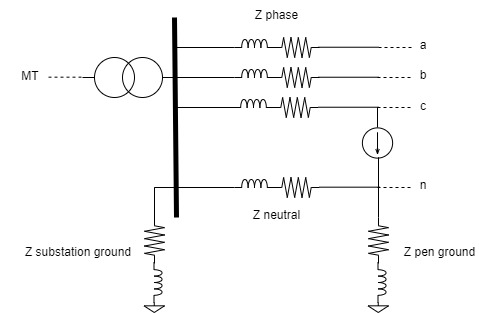 Z phase
a
MT
b
c
n
Z neutral
Z substation ground
Z pen ground